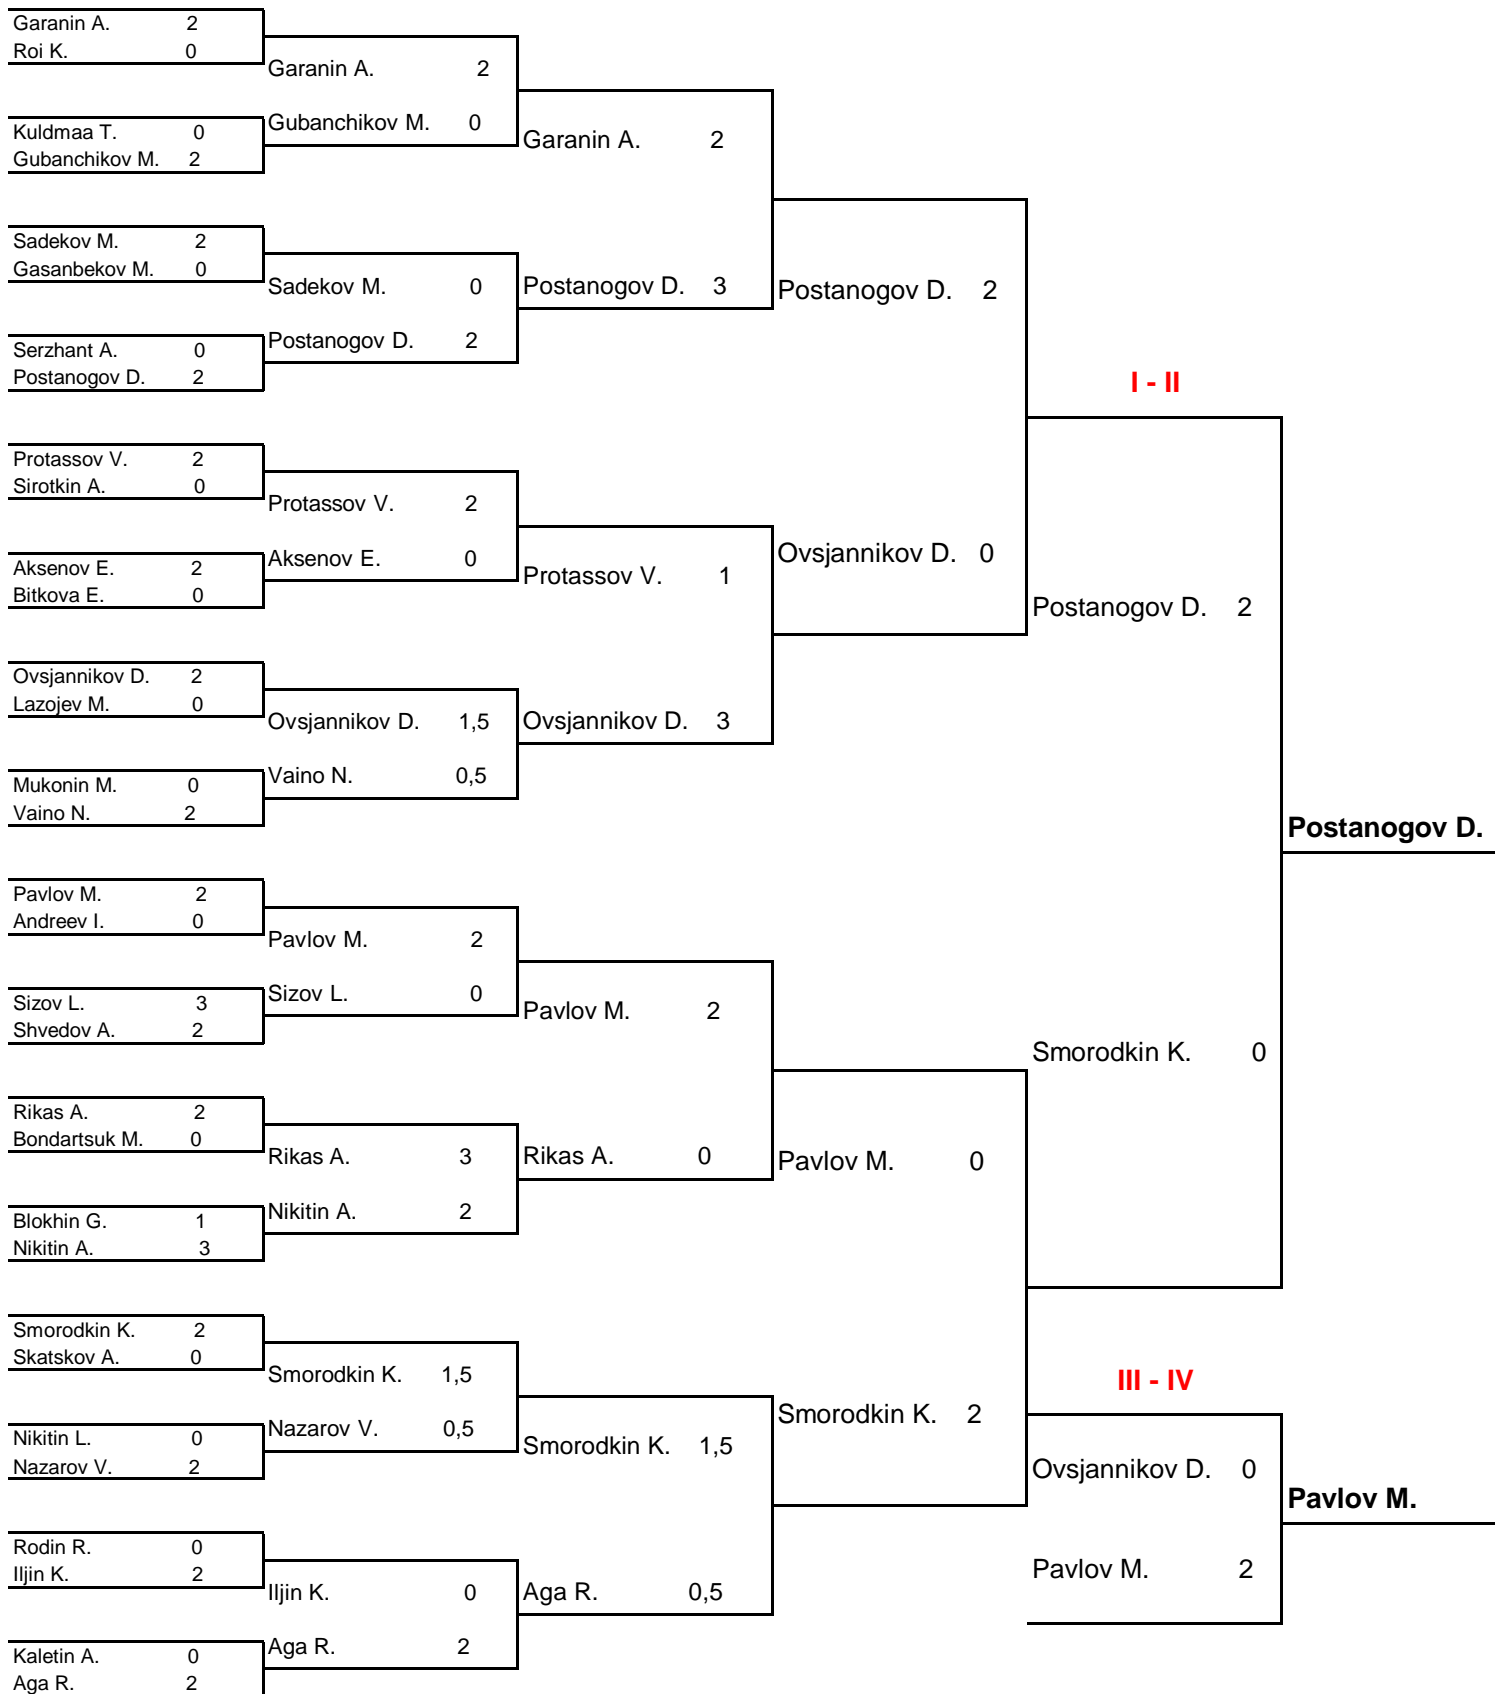 Garanin A. 2
Roi K. 0
Kuldmaa T. 0
Gubanchikov M. 2
Sadekov M. 2
Gasanbekov M. 0
Serzhant A. 0
Postanogov D. 2
Protassov V. 2
Sirotkin A. 0
Aksenov E. 2
Bitkova E. 0
Ovsjannikov D. 2
Lazojev M. 0
Mukonin M. 0
Vaino N. 2
Pavlov M. 2
Andreev I. 0
Sizov L. 3
Shvedov A. 2
Rikas A. 2
Bondartsuk M. 0
Blokhin G. 1
Nikitin A. 3
Smorodkin K. 2
Skatskov A. 0
Nikitin L. 0
Nazarov V. 2
Rodin R. 0
Iljin K. 2
Kaletin A. 0
Aga R. 2
Garanin A. 2
Gubanchikov M. 0
Sadekov M. 0
Postanogov D. 2
Protassov V. 2
Aksenov E. 0
Ovsjannikov D. 1,5
Vaino N. 0,5
Pavlov M. 2
Sizov L. 0
Rikas A. 3
Nikitin A. 2
Smorodkin K. 1,5
Nazarov V. 0,5
Iljin K. 0
Aga R. 2
Garanin A. 2
Postanogov D. 3
Protassov V. 1
Ovsjannikov D. 3
Pavlov M. 2
Rikas A. 0
Smorodkin K. 1,5
Aga R. 0,5
Postanogov D. 2
Ovsjannikov D. 0
Pavlov M. 0
Smorodkin K. 2
I - II
Postanogov D. 2
Smorodkin K. 0
III - IV
Ovsjannikov D. 0
Pavlov M. 2
Postanogov D.
Pavlov M.